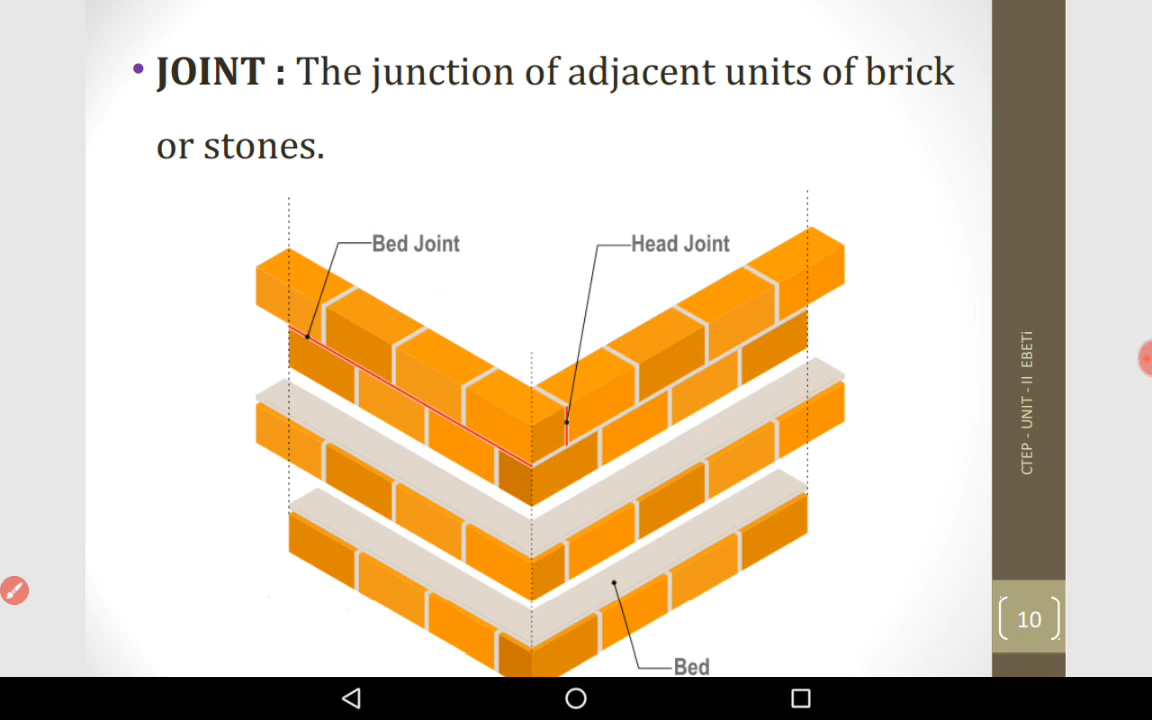 • JOINT : The junction of adjacent units of brick
or stones.
Bed Joint
Head Joint
Bed
CTEP - UNIT - II EBETi
10